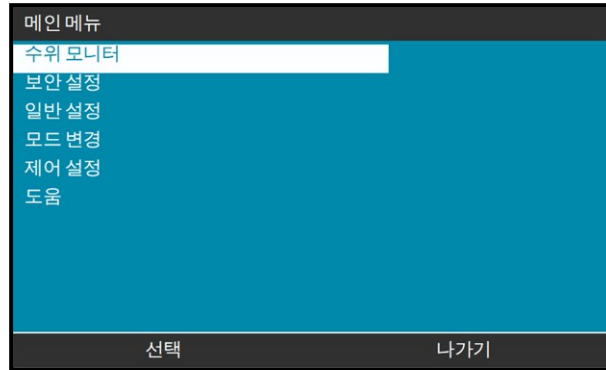 메인 메뉴
수위 모니터
보안 설정
일반 설정
모드 변경
제어 설정
도움
선택 나가기